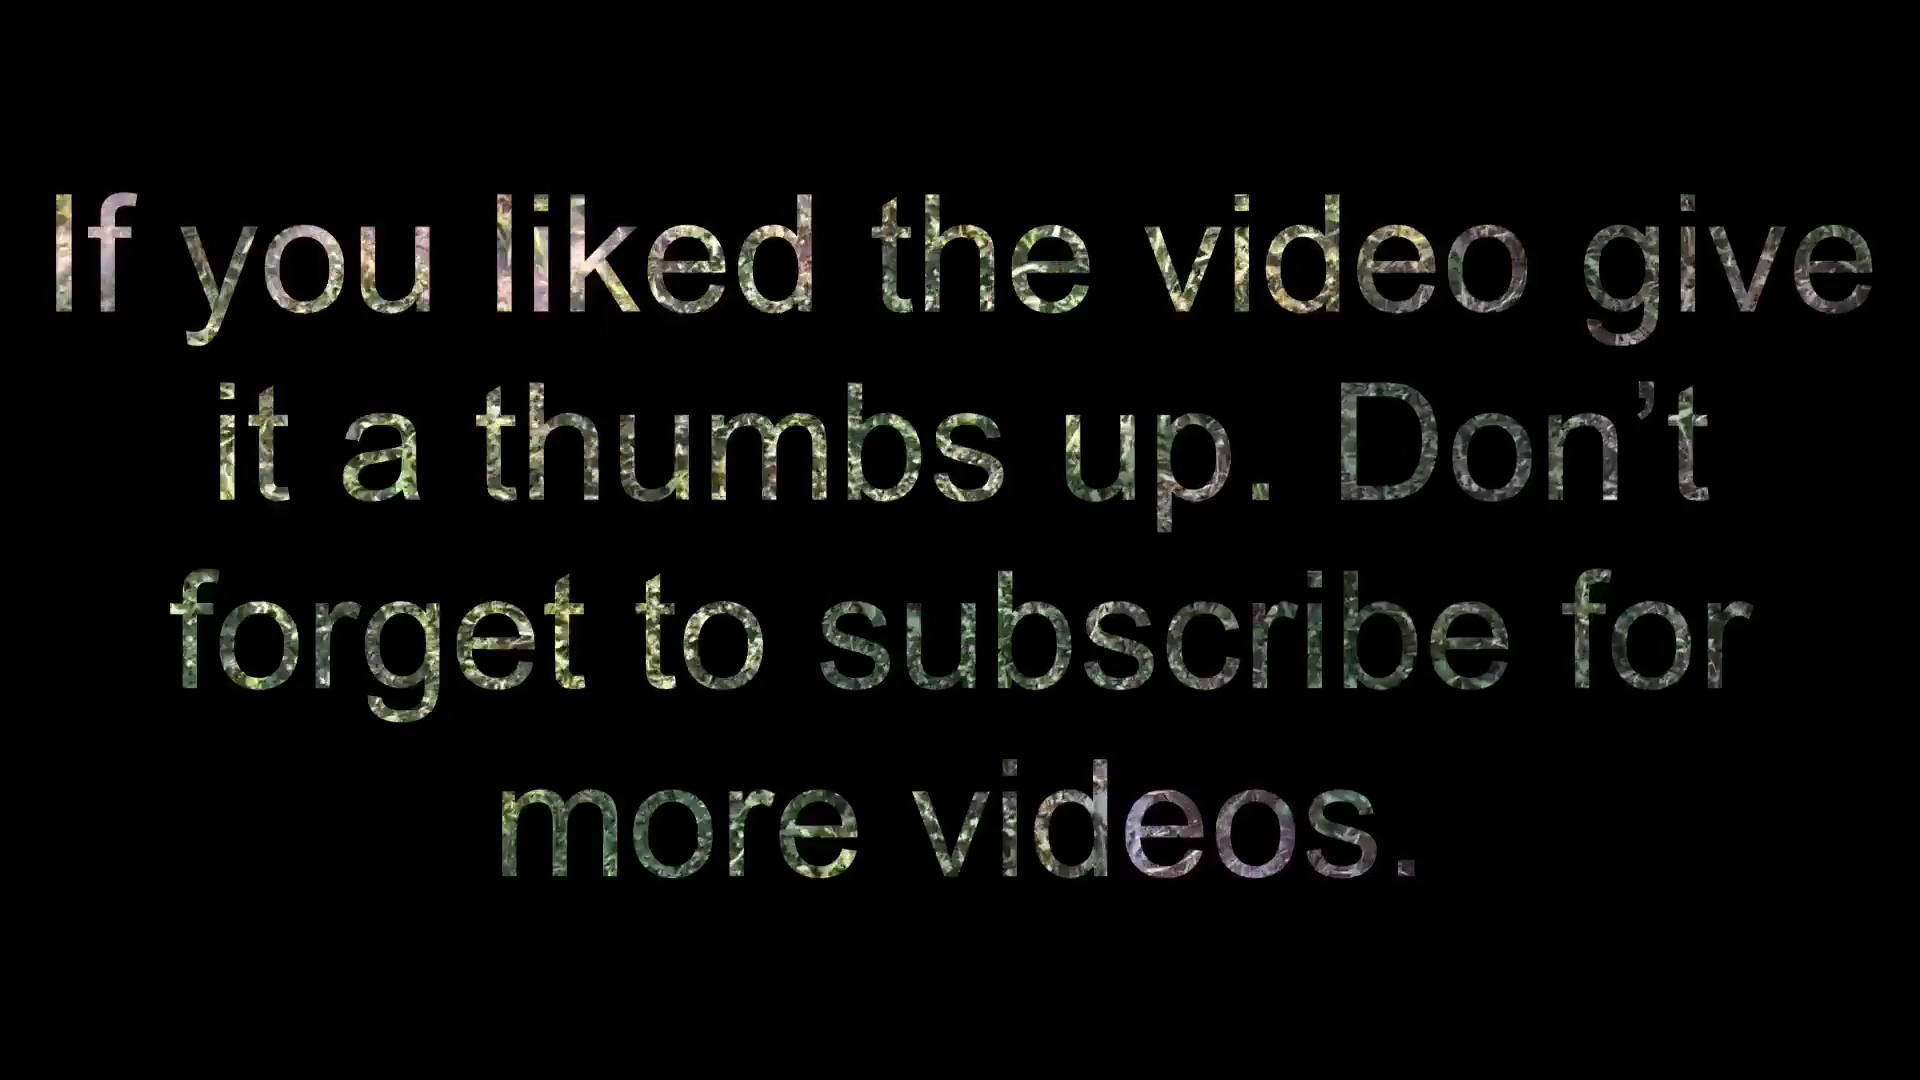 If you liked the video give
it a thumbs up. Don’t
forget to subscribe for
more videos.